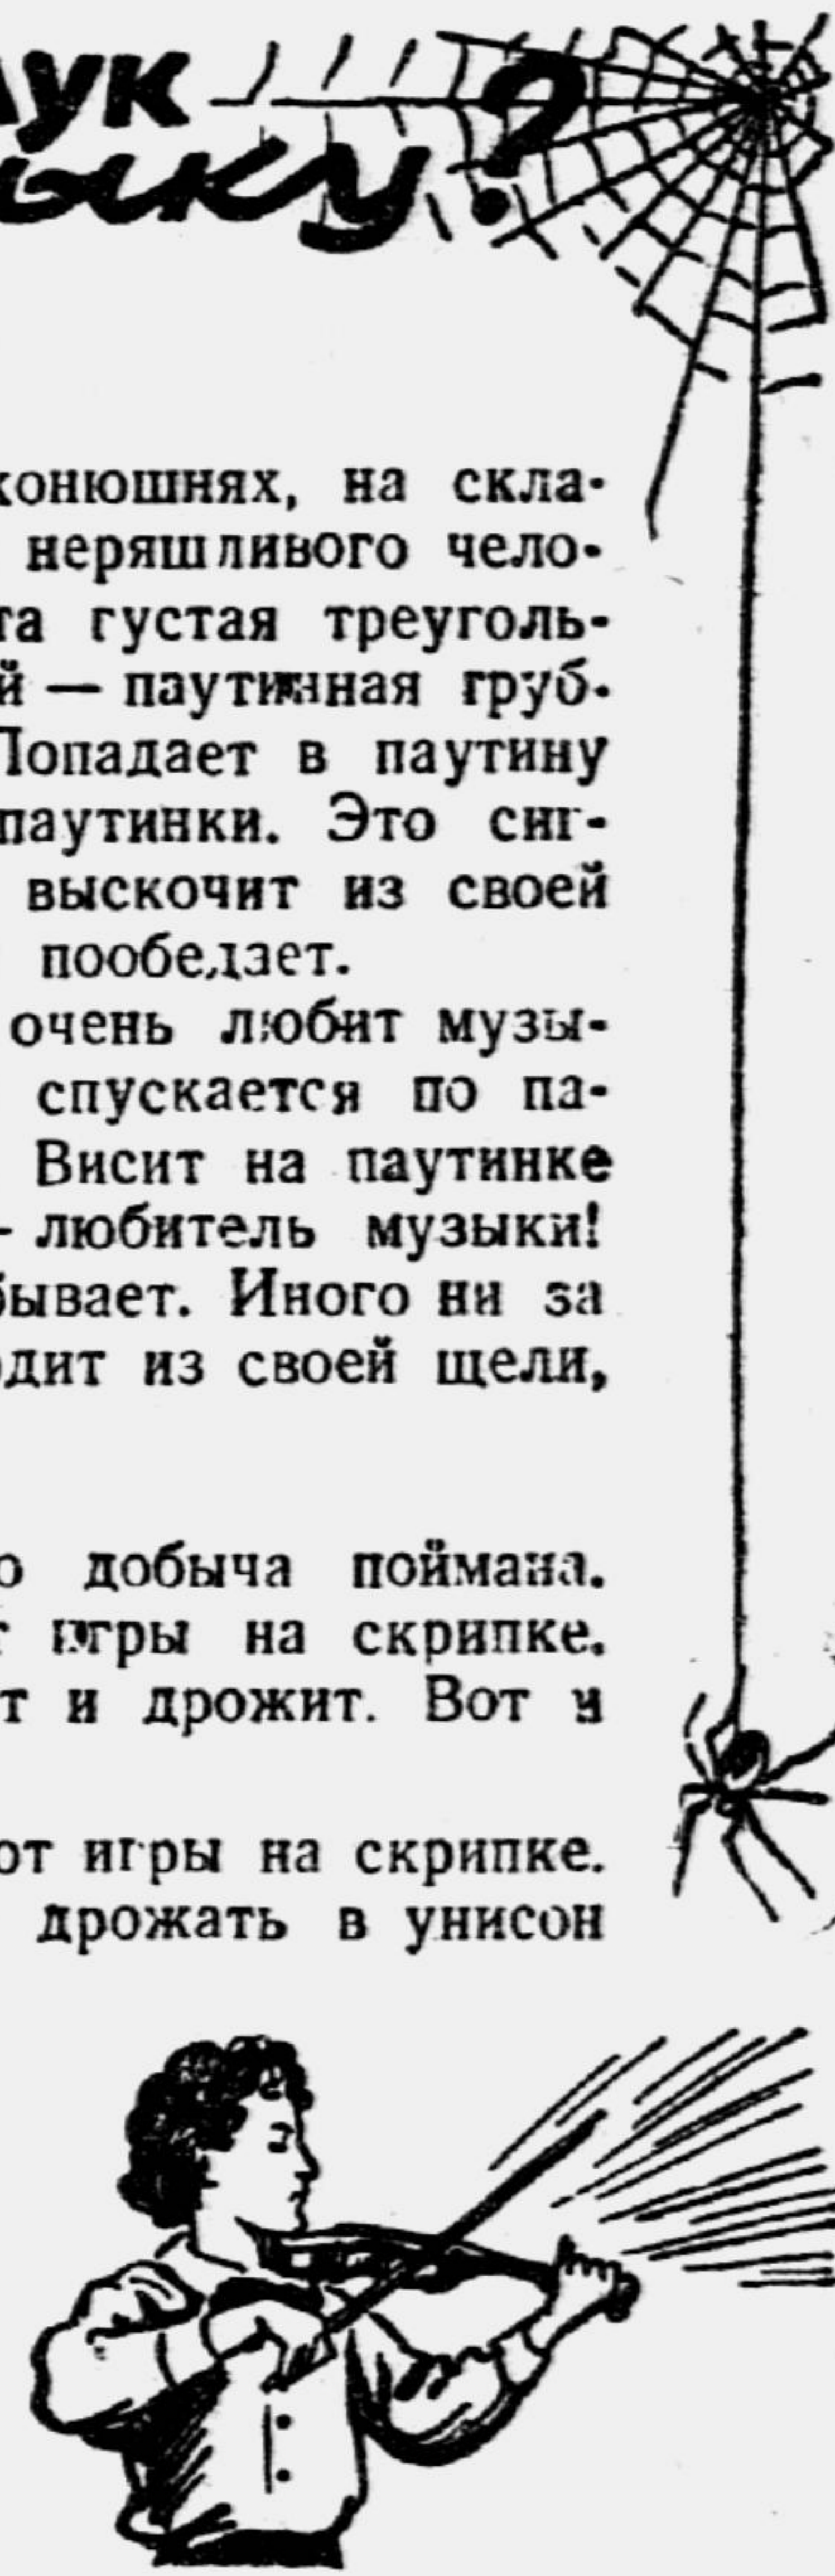 аук
ыку?
конюшнях, на скла-
неряшливого чело-
та густая треуголь-
й — паутинная груб-
Попадает в паутину
паутинки. Это сиг-
выскочит из своей
пообедает.
очень любит музы-
спускается по па-
Висит на паутинке
- любитель музыки!
бывает. Иного ни за
одит из своей щели,
о добыча поймана.
т игры на скрипке.
т и дрожит. Вот и
от игры на скрипке.
дрожать в унисон